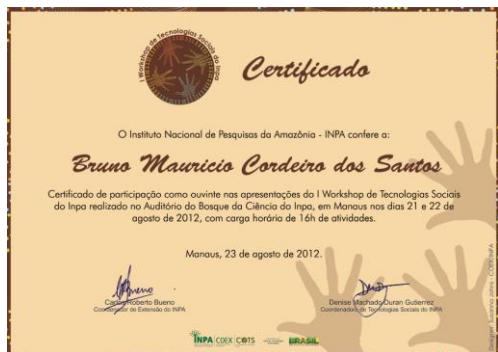 I Workshop de Tecnologias Sociais do Inpa
Certificado
O Instituto Nacional de Pesquisas da Amazônia - INPA confere a:
Bruno Mauricio Cordeiro dos Santos
Certificado de participação como ouvinte nas apresentações do I Workshop de Tecnologias Sociais
do Inpa realizado no Auditório do Bosque da Ciência do Inpa, em Manaus nos dias 21 e 22 de
agosto de 2012, com carga horária de 16h de atividades.
Manaus, 23 de agosto de 2012.
Carlos Roberto Bueno
Coordenador de Extensão do INPA
Denise Machado Duran Gutierrez
Coordenadora de Tecnologias Sociais do INPA
INPA COEX COTS BRASIL